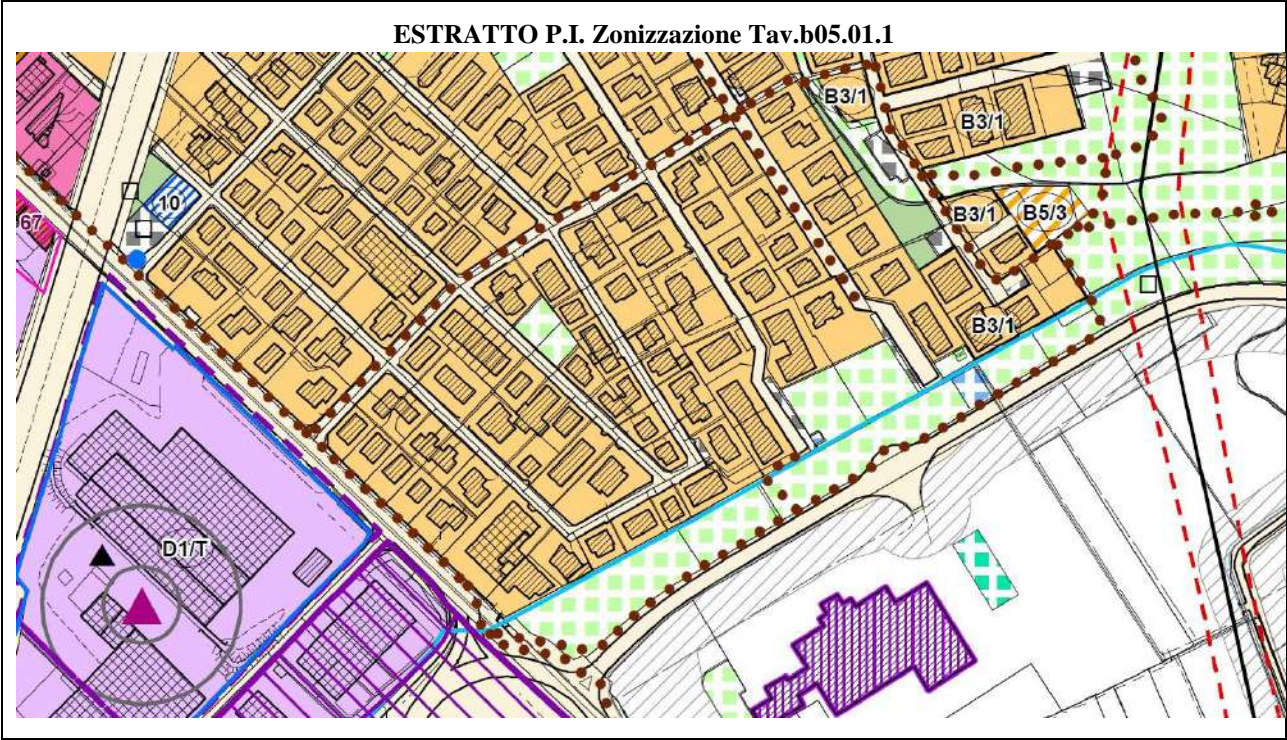 ESTRATTO P.I. Zonizzazione Tav.b05.01.1
B3/1
B3/1
10
B3/1
B5/3
67
B3/1
D1/T